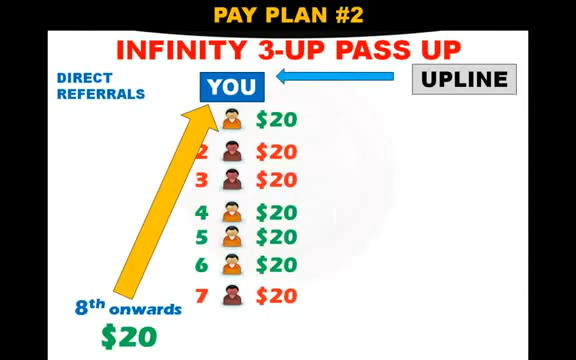 PAY PLAN #2
INFINITY 3-UP PASS UP
DIRECT REFERRALS
YOU
UPLINE
$20
2 $20
3 $20
4 $20
5 $20
6 $20
7 $20
8th onwards
$20